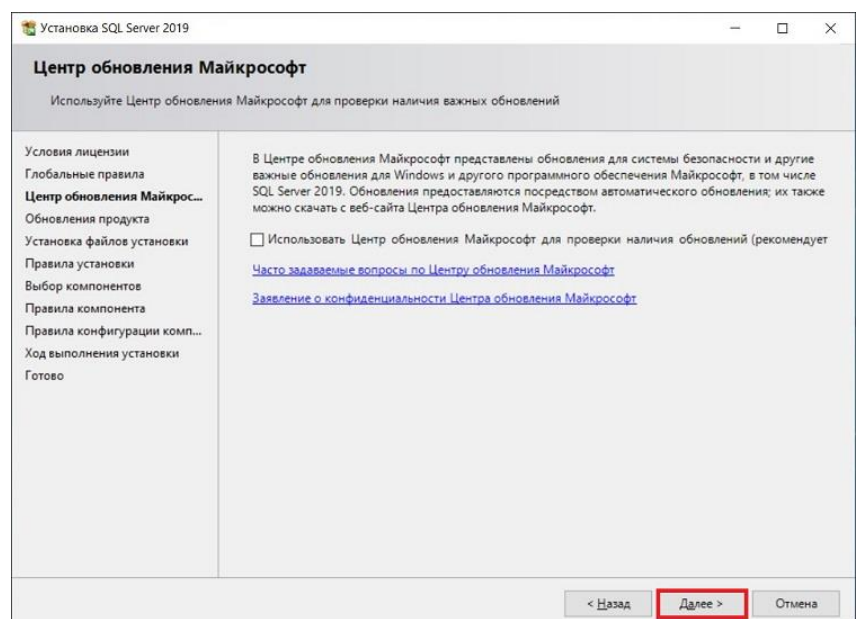 Установка SQL Server 2019
Центр обновления Майкрософт
Используйте Центр обновления Майкрософт для проверки наличия важных обновлений
Условия лицензии
Глобальные правила
Центр обновления Майкрос...
Обновления продукта
Установка файлов установки
Правила установки
Выбор компонентов
Правила компонента
Правила конфигурации комп...
Ход выполнения установки
Готово
В Центре обновления Майкрософт представлены обновления для системы безопасности и другие
важные обновления для Windows и другого программного обеспечения Майкрософт, в том числе
SQL Server 2019. Обновления предоставляются посредством автоматического обновления; их также
можно скачать с веб-сайта Центра обновления Майкрософт.
Использовать Центр обновления Майкрософт для проверки наличия обновлений (рекомендует
Часто задаваемые вопросы по Центру обновления Майкрософт
Заявление о конфиденциальности Центра обновления Майкрософт
< Назад
Далее >
Отмена